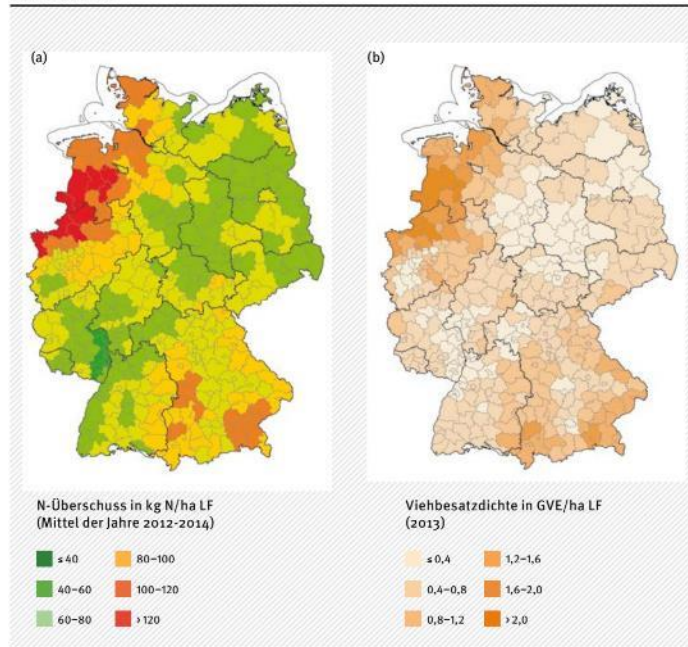 (a)
(b)
N-Überschuss in kg N/ha LF
(Mittel der Jahre 2012-2014)
≤ 40
80–100
40–60
100–120
60–80
> 120
Viehbesatzdichte in GVE/ha LF
(2013)
≤ 0,4
1,2–1,6
0,4–0,8
1,6–2,0
0,8–1,2
> 2,0